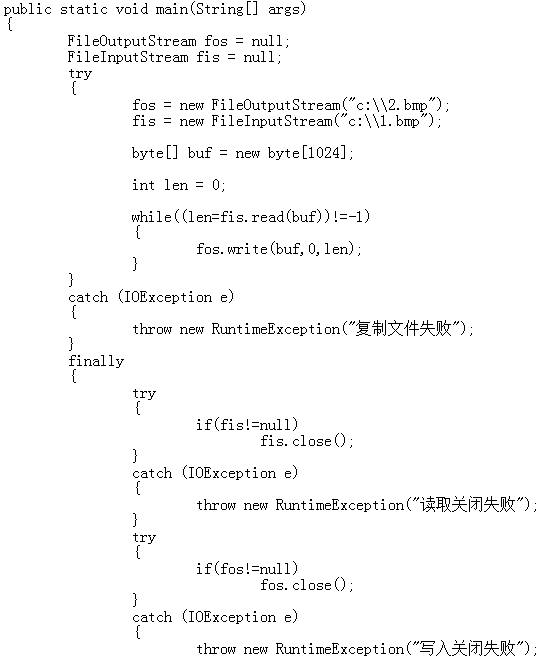 public static void main(String[] args)
{
        FileOutputStream fos = null;
        FileInputStream fis = null;
        try
        {
                fos = new FileOutputStream("c:\\2.bmp");
                fis = new FileInputStream("c:\\1.bmp");

                byte[] buf = new byte[1024];

                int len = 0;

                while((len=fis.read(buf))!=-1)
                {
                        fos.write(buf,0,len);
                }
        }
        catch (IOException e)
        {
                throw new RuntimeException("复制文件失败");
        }
        finally
        {
                try
                {
                        if(fis!=null)
                                fis.close();
                }
                catch (IOException e)
                {
                        throw new RuntimeException("读取关闭失败");
                }
                try
                {
                        if(fos!=null)
                                fos.close();
                }
                catch (IOException e)
                {
                        throw new RuntimeException("写入关闭失败");